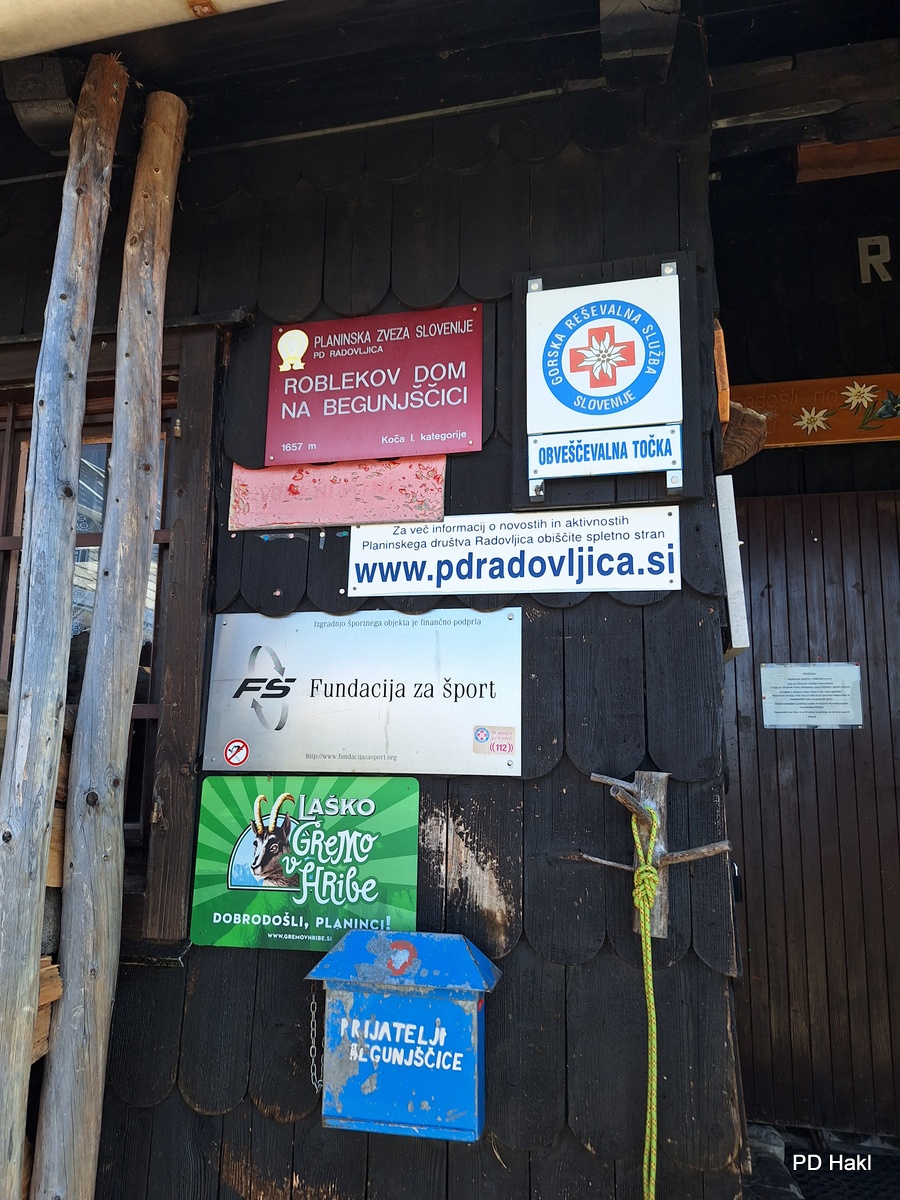 R
PLANINSKA ZVEZA SLOVENIJE
PD RADOVLJICA
ROBLEKOV DOM
NA BEGUNJŠČICI
1657 m
Koča I. kategorije
GORSKA REŠEVALNA SLUŽBA
SLOVENIJE
OBVEŠČEVALNA TOČKA
Za več informacij o novostih in aktivnostih
Planinskega društva Radovljica obiščite spletno stran
www.pdradovljica.si
Izgradnjo športnega objekta je finančno podprla
FS Fundacija za šport
((112))
http://www.fundacijazasport.org
LAŠKO
GReMo
v
HRibe
DOBRODOŠLI, PLANINCI!
WWW.GREMOVHRIBE.SI
PRIJATELJI
BEGUNJŠČICE
PD Hakl